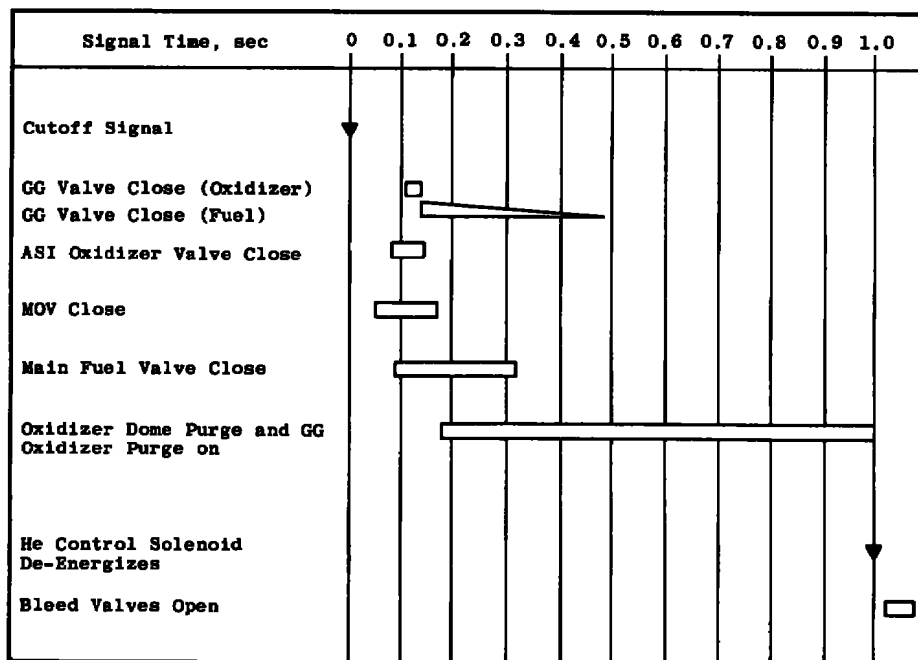 Signal Time, sec 0 0.1 0.2 0.3 0.4 0.5 0.6 0.7 0.8 0.9 1.0
Cutoff Signal
GG Valve Close (Oxidizer)
GG Valve Close (Fuel)
ASI Oxidizer Valve Close
MOV Close
Main Fuel Valve Close
Oxidizer Dome Purge and GG
Oxidizer Purge on
He Control Solenoid
De-Energizes
Bleed Valves Open